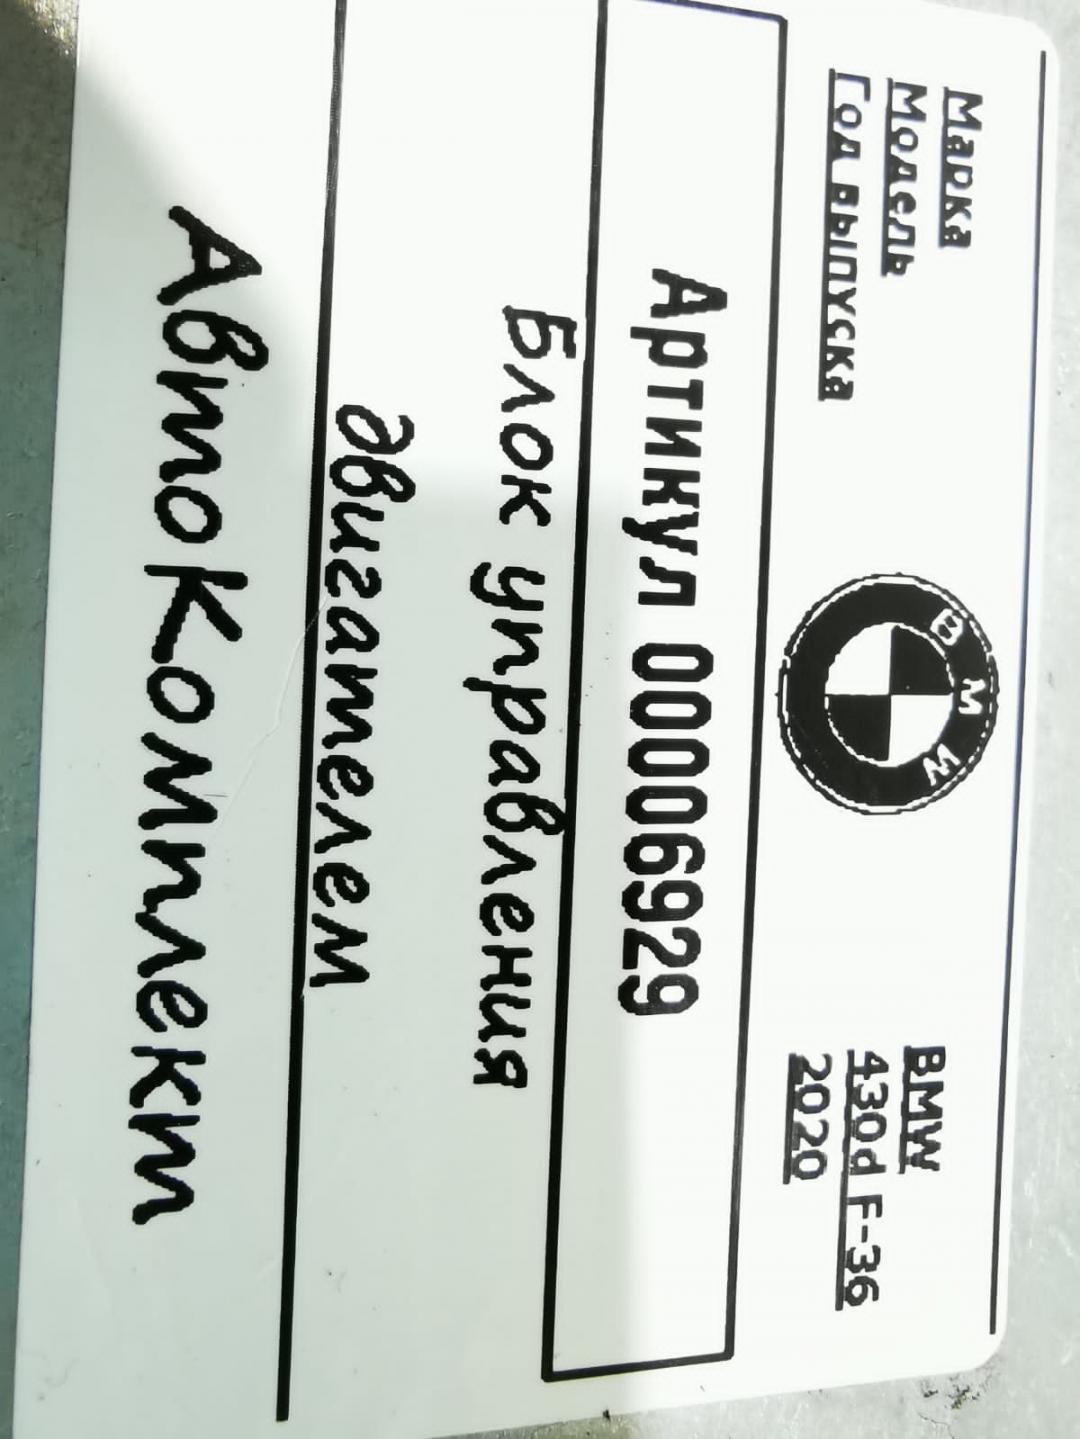 Марка BMW
Модель 430d F-36
Год выпуска 2020
BMW
Артикул 00006929
Блок управления
двигателем
АвтоКомплект